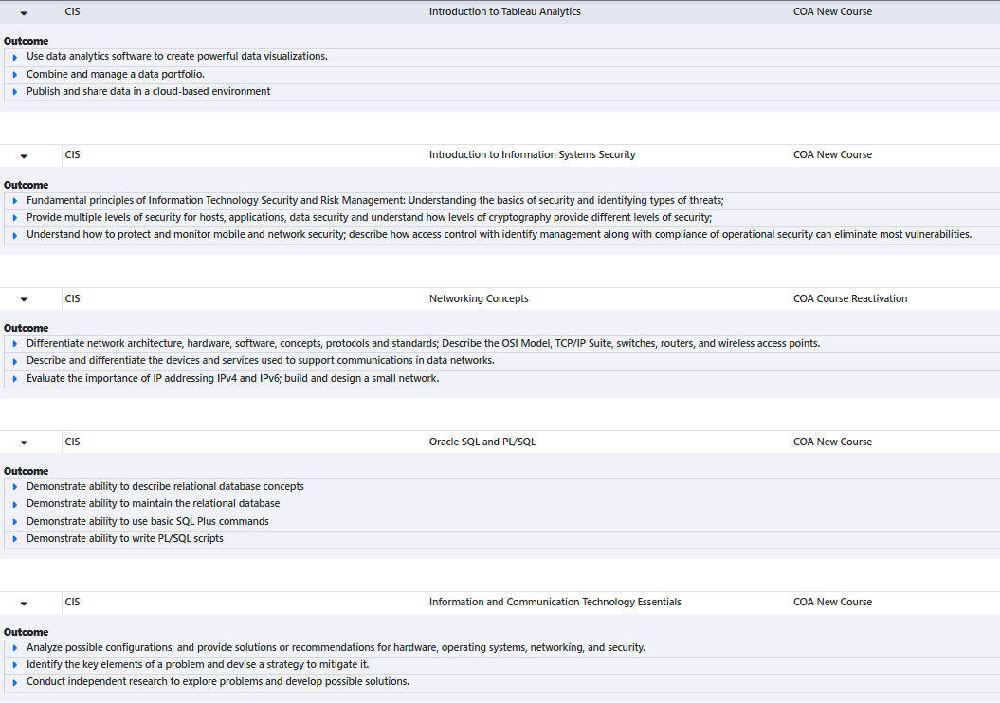 CIS Introduction to Tableau Analytics COA New Course
Outcome
Use data analytics software to create powerful data visualizations.
Combine and manage a data portfolio.
Publish and share data in a cloud-based environment
CIS Introduction to Information Systems Security COA New Course
Outcome
Fundamental principles of Information Technology Security and Risk Management: Understanding the basics of security and identifying types of threats;
Provide multiple levels of security for hosts, applications, data security and understand how levels of cryptography provide different levels of security;
Understand how to protect and monitor mobile and network security; describe how access control with identify management along with compliance of operational security can eliminate most vulnerabilities.
CIS Networking Concepts COA Course Reactivation
Outcome
Differentiate network architecture, hardware, software, concepts, protocols and standards; Describe the OSI Model, TCP/IP Suite, switches, routers, and wireless access points.
Describe and differentiate the devices and services used to support communications in data networks.
Evaluate the importance of IP addressing IPv4 and IPv6; build and design a small network.
CIS Oracle SQL and PL/SQL COA New Course
Outcome
Demonstrate ability to describe relational database concepts
Demonstrate ability to maintain the relational database
Demonstrate ability to use basic SQL Plus commands
Demonstrate ability to write PL/SQL scripts
CIS Information and Communication Technology Essentials COA New Course
Outcome
Analyze possible configurations, and provide solutions or recommendations for hardware, operating systems, networking, and security.
Identify the key elements of a problem and devise a strategy to mitigate it.
Conduct independent research to explore problems and develop possible solutions.